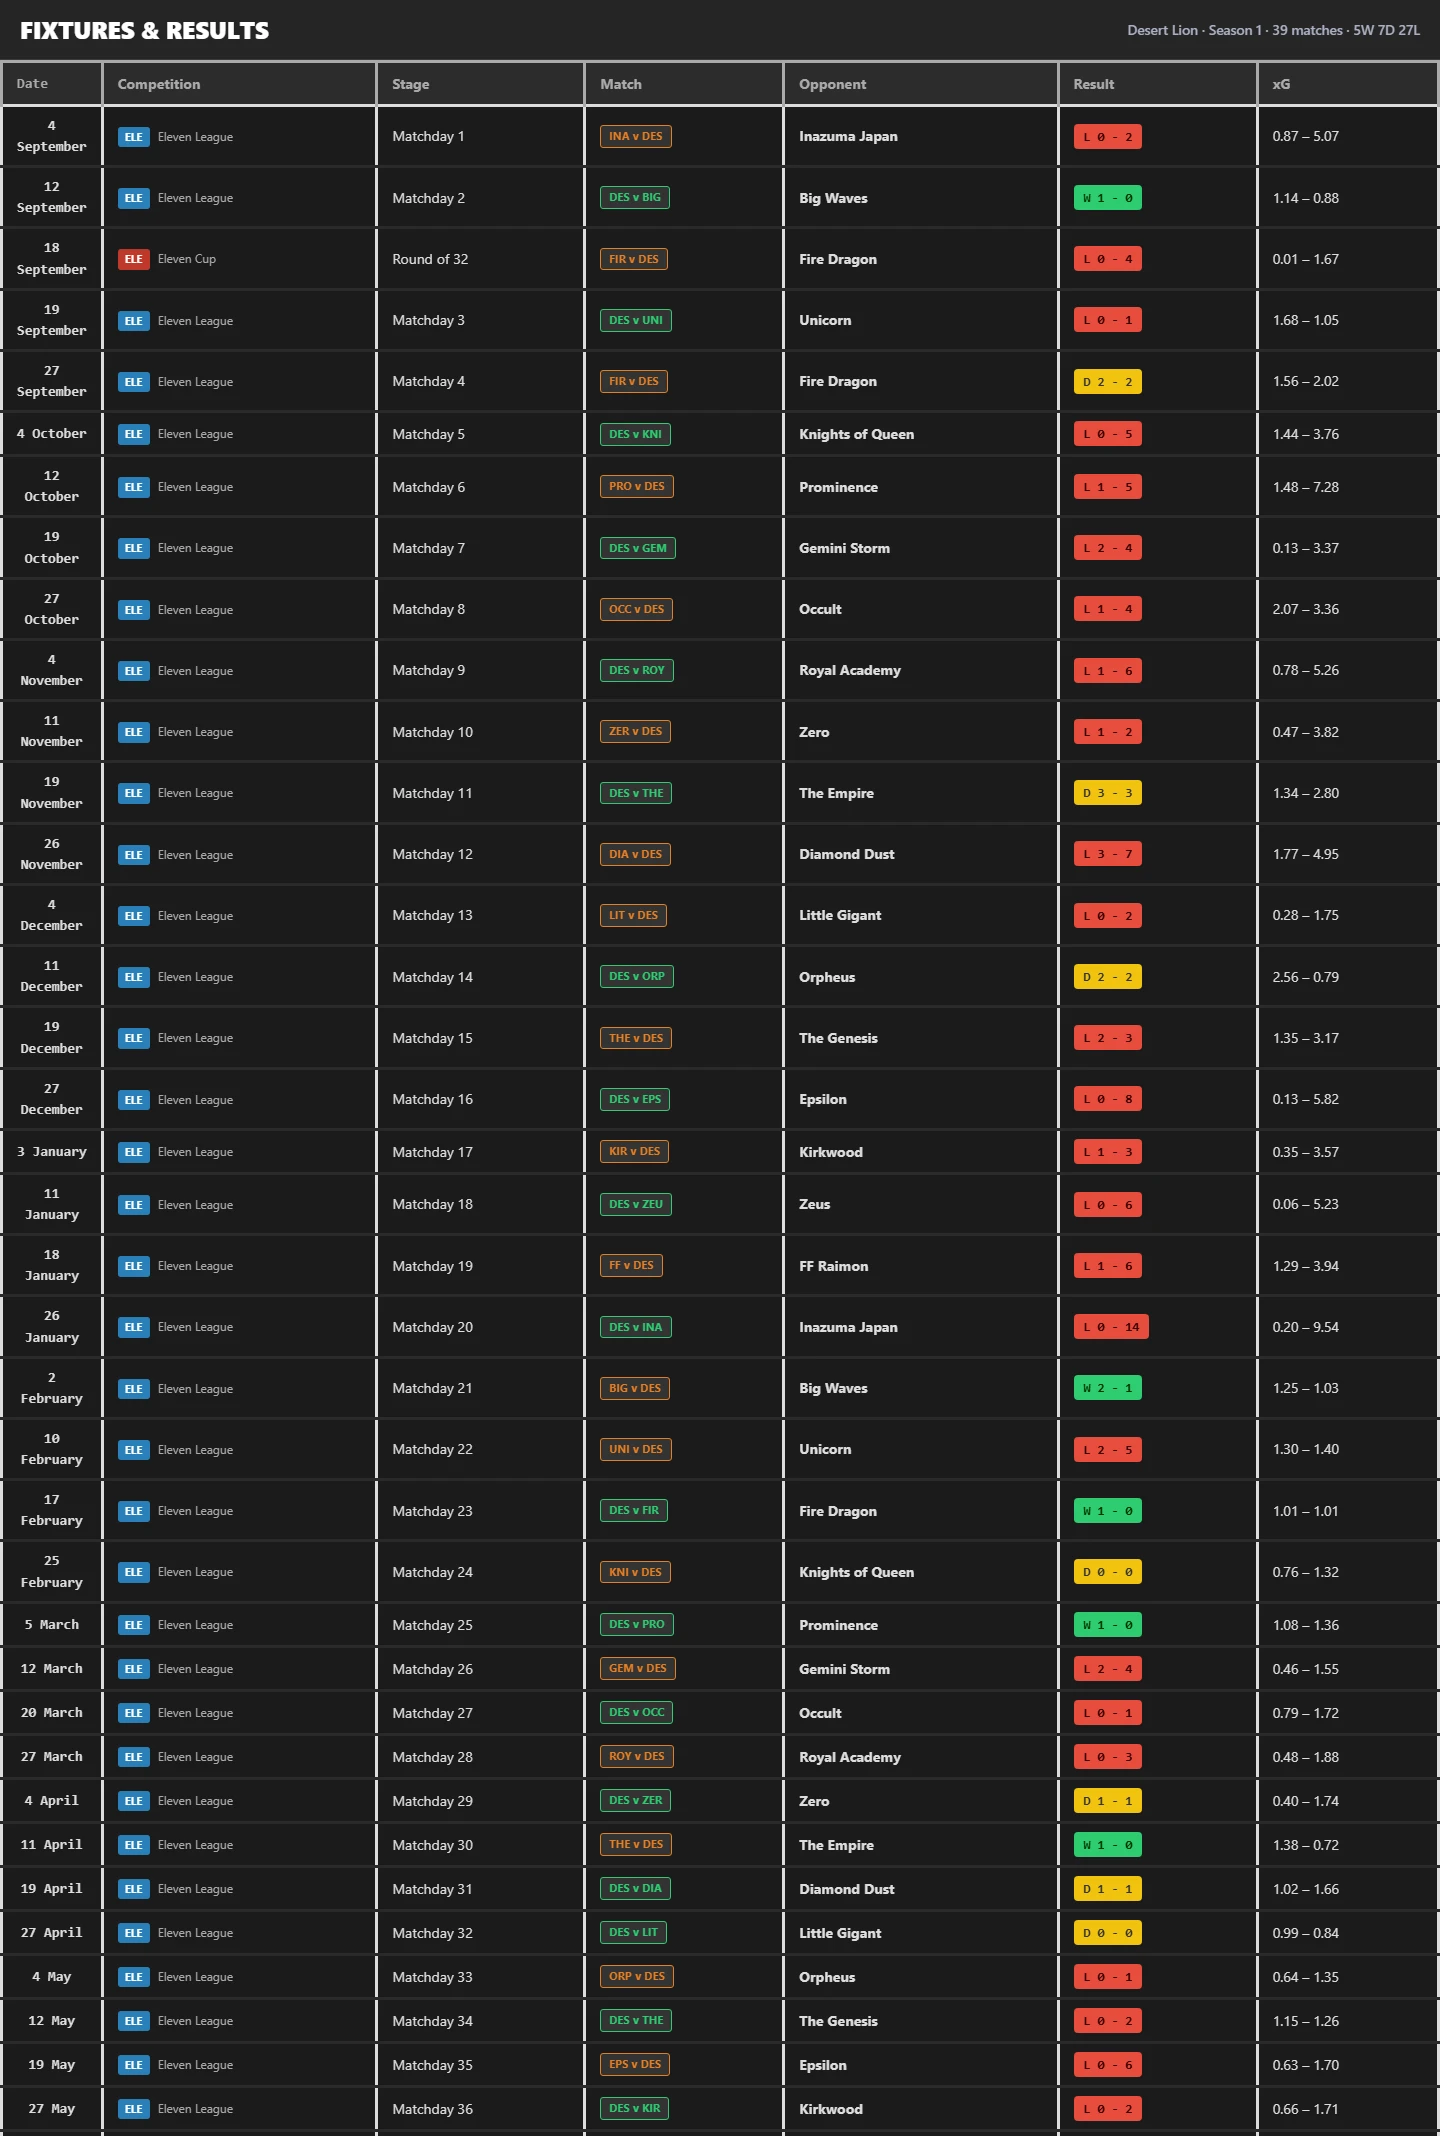 FIXTURES & RESULTS
Desert Lion · Season 1 · 39 matches · 5W 7D 27L
Date Competition Stage Match Opponent Result xG
4 September ELE Eleven League Matchday 1 INA v DES Inazuma Japan L 0 - 2 0.87 – 5.07
12 September ELE Eleven League Matchday 2 DES v BIG Big Waves W 1 - 0 1.14 – 0.88
18 September ELE Eleven Cup Round of 32 FIR v DES Fire Dragon L 0 - 4 0.01 – 1.67
19 September ELE Eleven League Matchday 3 DES v UNI Unicorn L 0 - 1 1.68 – 1.05
27 September ELE Eleven League Matchday 4 FIR v DES Fire Dragon D 2 - 2 1.56 – 2.02
4 October ELE Eleven League Matchday 5 DES v KNI Knights of Queen L 0 - 5 1.44 – 3.76
12 October ELE Eleven League Matchday 6 PRO v DES Prominence L 1 - 5 1.48 – 7.28
19 October ELE Eleven League Matchday 7 DES v GEM Gemini Storm L 2 - 4 0.13 – 3.37
27 October ELE Eleven League Matchday 8 OCC v DES Occult L 1 - 4 2.07 – 3.36
4 November ELE Eleven League Matchday 9 DES v ROY Royal Academy L 1 - 6 0.78 – 5.26
11 November ELE Eleven League Matchday 10 ZER v DES Zero L 1 - 2 0.47 – 3.82
19 November ELE Eleven League Matchday 11 DES v THE The Empire D 3 - 3 1.34 – 2.80
26 November ELE Eleven League Matchday 12 DIA v DES Diamond Dust L 3 - 7 1.77 – 4.95
4 December ELE Eleven League Matchday 13 LIT v DES Little Gigant L 0 - 2 0.28 – 1.75
11 December ELE Eleven League Matchday 14 DES v ORP Orpheus D 2 - 2 2.56 – 0.79
19 December ELE Eleven League Matchday 15 THE v DES The Genesis L 2 - 3 1.35 – 3.17
27 December ELE Eleven League Matchday 16 DES v EPS Epsilon L 0 - 8 0.13 – 5.82
3 January ELE Eleven League Matchday 17 KIR v DES Kirkwood L 1 - 3 0.35 – 3.57
11 January ELE Eleven League Matchday 18 DES v ZEU Zeus L 0 - 6 0.06 – 5.23
18 January ELE Eleven League Matchday 19 FF v DES FF Raimon L 1 - 6 1.29 – 3.94
26 January ELE Eleven League Matchday 20 DES v INA Inazuma Japan L 0 - 14 0.20 – 9.54
2 February ELE Eleven League Matchday 21 BIG v DES Big Waves W 2 - 1 1.25 – 1.03
10 February ELE Eleven League Matchday 22 UNI v DES Unicorn L 2 - 5 1.30 – 1.40
17 February ELE Eleven League Matchday 23 DES v FIR Fire Dragon W 1 - 0 1.01 – 1.01
25 February ELE Eleven League Matchday 24 KNI v DES Knights of Queen D 0 - 0 0.76 – 1.32
5 March ELE Eleven League Matchday 25 DES v PRO Prominence W 1 - 0 1.08 – 1.36
12 March ELE Eleven League Matchday 26 GEM v DES Gemini Storm L 2 - 4 0.46 – 1.55
20 March ELE Eleven League Matchday 27 DES v OCC Occult L 0 - 1 0.79 – 1.72
27 March ELE Eleven League Matchday 28 ROY v DES Royal Academy L 0 - 3 0.48 – 1.88
4 April ELE Eleven League Matchday 29 DES v ZER Zero D 1 - 1 0.40 – 1.74
11 April ELE Eleven League Matchday 30 THE v DES The Empire W 1 - 0 1.38 – 0.72
19 April ELE Eleven League Matchday 31 DES v DIA Diamond Dust D 1 - 1 1.02 – 1.66
27 April ELE Eleven League Matchday 32 DES v LIT Little Gigant D 0 - 0 0.99 – 0.84
4 May ELE Eleven League Matchday 33 ORP v DES Orpheus L 0 - 1 0.64 – 1.35
12 May ELE Eleven League Matchday 34 DES v THE The Genesis L 0 - 2 1.15 – 1.26
19 May ELE Eleven League Matchday 35 EPS v DES Epsilon L 0 - 6 0.63 – 1.70
27 May ELE Eleven League Matchday 36 DES v KIR Kirkwood L 0 - 2 0.66 – 1.71